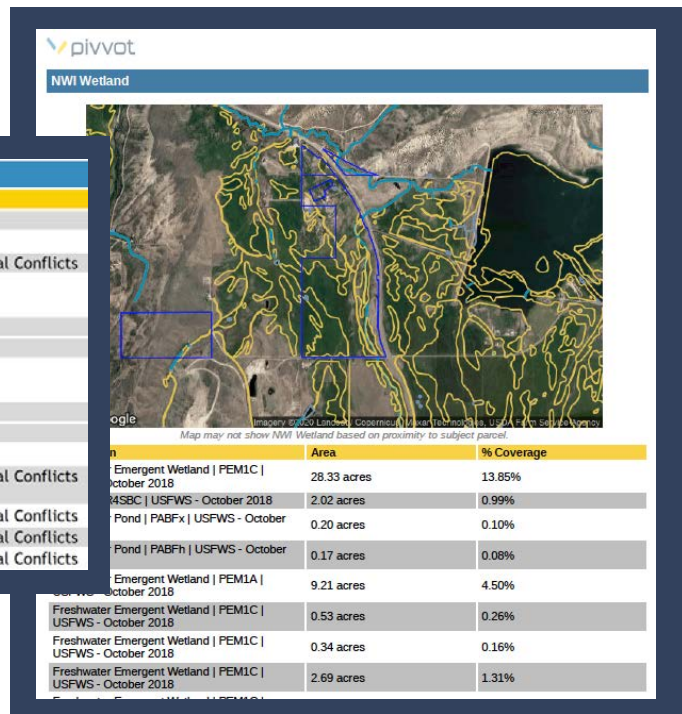 pivvot
NWI Wetland
al Conflicts
al Conflicts
al Conflicts
al Conflicts
al Conflicts
ogle
Imagery ©2020 Landsat / Copernicus, Maxar Technologies, USDA Farm Service Agency
Map may not show NWI Wetland based on proximity to subject parcel.
n Area % Coverage
r Emergent Wetland | PEM1C |
ctober 2018 28.33 acres 13.85%
R4SBC | USFWS - October 2018 2.02 acres 0.99%
r Pond | PABFx | USFWS - October
0.20 acres 0.10%
r Pond | PABFh | USFWS - October
0.17 acres 0.08%
r Emergent Wetland | PEM1A |
USFWS - October 2018 9.21 acres 4.50%
Freshwater Emergent Wetland | PEM1C |
USFWS - October 2018 0.53 acres 0.26%
Freshwater Emergent Wetland | PEM1C |
USFWS - October 2018 0.34 acres 0.16%
Freshwater Emergent Wetland | PEM1C |
USFWS - October 2018 2.69 acres 1.31%